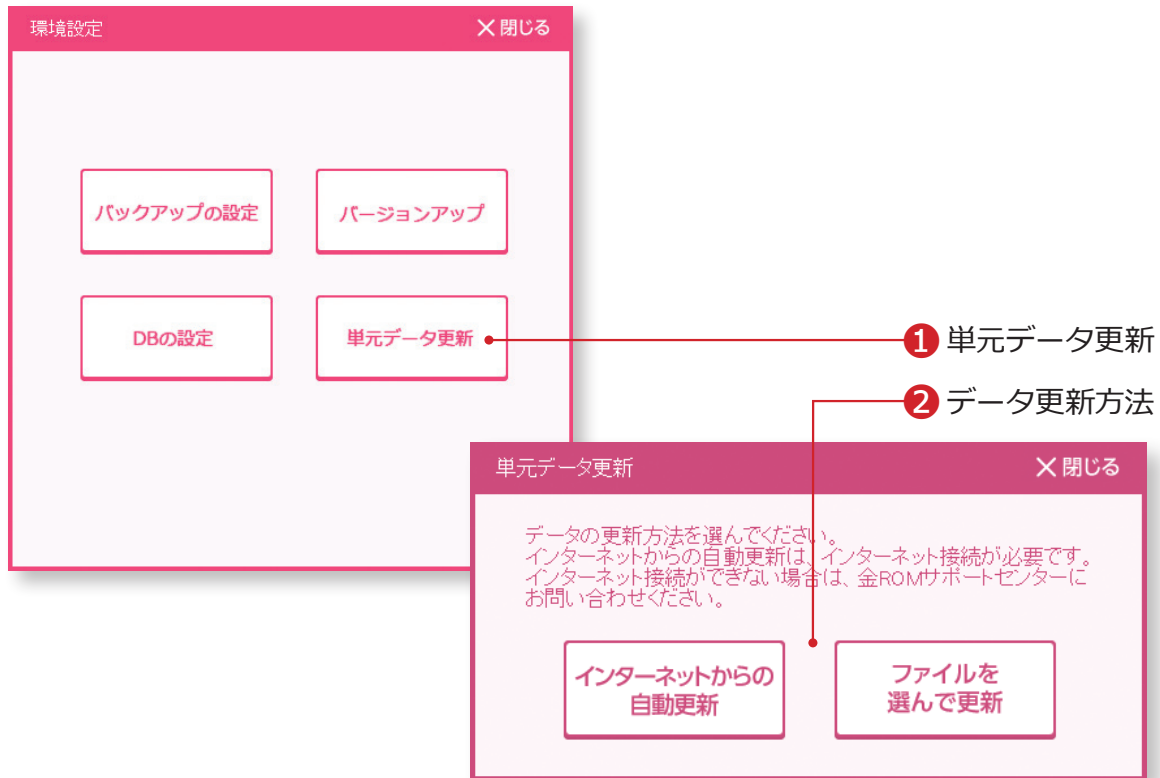 環境設定
✕閉じる
バックアップの設定
バージョンアップ
DBの設定
単元データ更新
❶単元データ更新
❷データ更新方法
単元データ更新
✕閉じる
データの更新方法を選んでください。
インターネットからの自動更新は、インターネット接続が必要です。
インターネット接続ができない場合は、金ROMサポートセンターに
お問い合わせください。
インターネットからの
自動更新
ファイルを
選んで更新